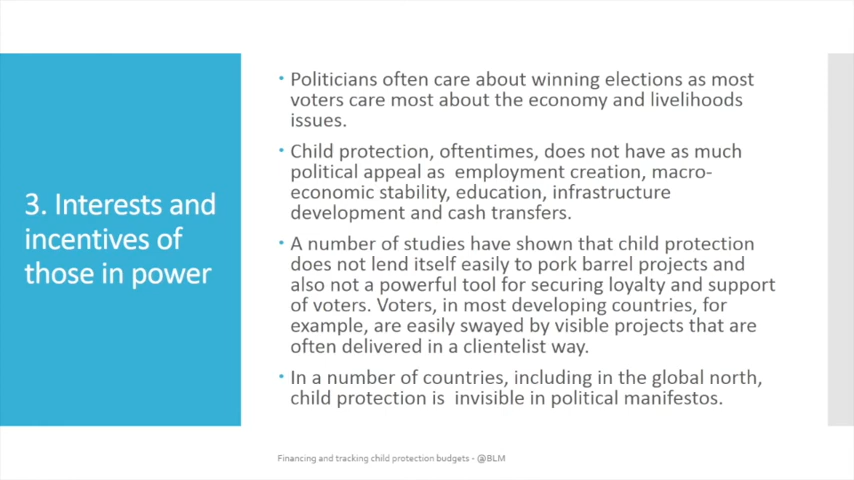 3. Interests and
incentives of
those in power
• Politicians often care about winning elections as most
voters care most about the economy and livelihoods
issues.
• Child protection, oftentimes, does not have as much
political appeal as employment creation, macro-
economic stability, education, infrastructure
development and cash transfers.
• A number of studies have shown that child protection
does not lend itself easily to pork barrel projects and
also not a powerful tool for securing loyalty and support
of voters. Voters, in most developing countries, for
example, are easily swayed by visible projects that are
often delivered in a clientelist way.
• In a number of countries, including in the global north,
child protection is invisible in political manifestos.
Financing and tracking child protection budgets - @BLM